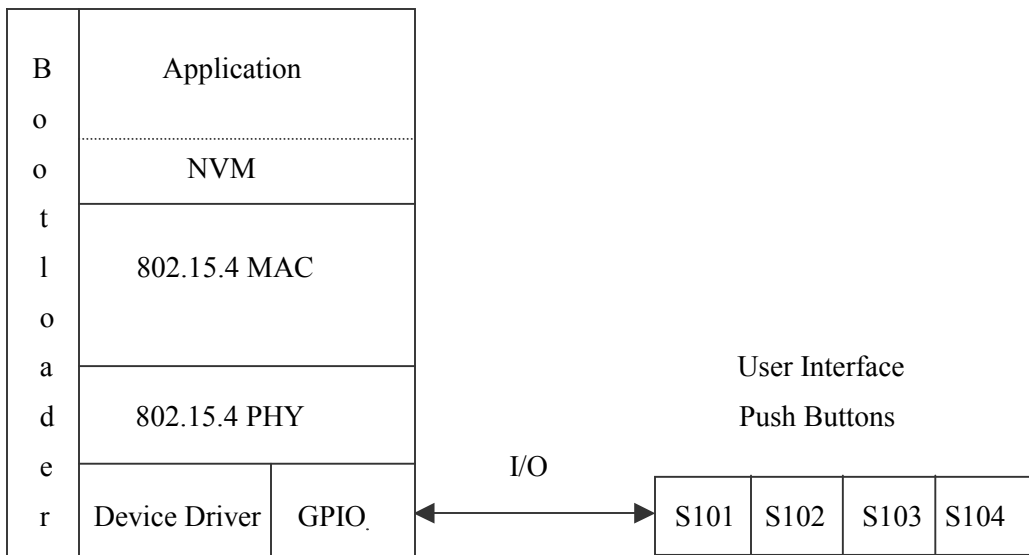 Bootloader
Application
NVM
802.15.4 MAC
802.15.4 PHY
Device Driver
GPIO
I/O
User Interface
Push Buttons
S101
S102
S103
S104